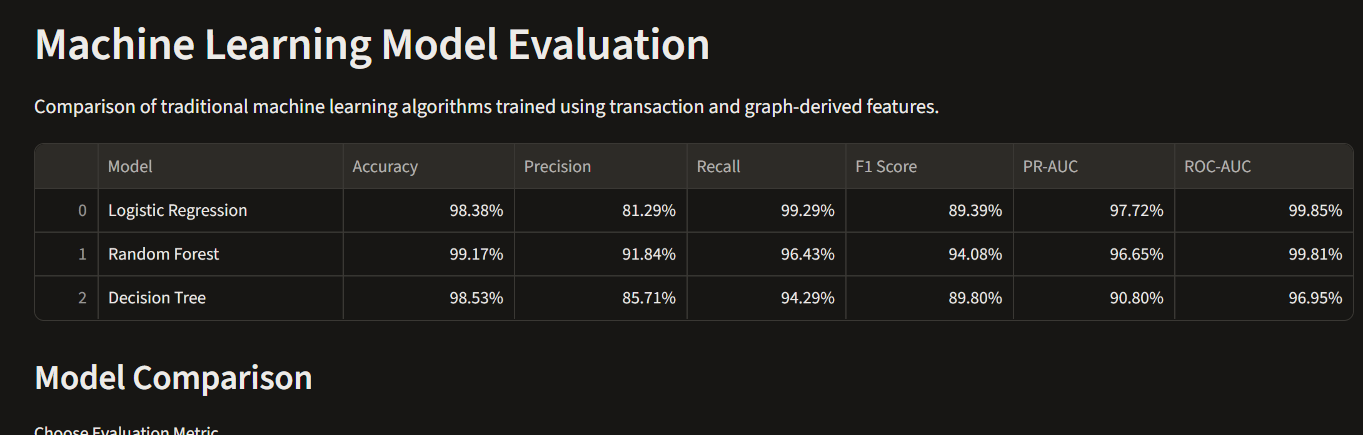 Machine Learning Model Evaluation
Comparison of traditional machine learning algorithms trained using transaction and graph-derived features.
Model Accuracy Precision Recall F1 Score PR-AUC ROC-AUC
0 Logistic Regression 98.38% 81.29% 99.29% 89.39% 97.72% 99.85%
1 Random Forest 99.17% 91.84% 96.43% 94.08% 96.65% 99.81%
2 Decision Tree 98.53% 85.71% 94.29% 89.80% 90.80% 96.95%
Model Comparison
Choose Evaluation Metric